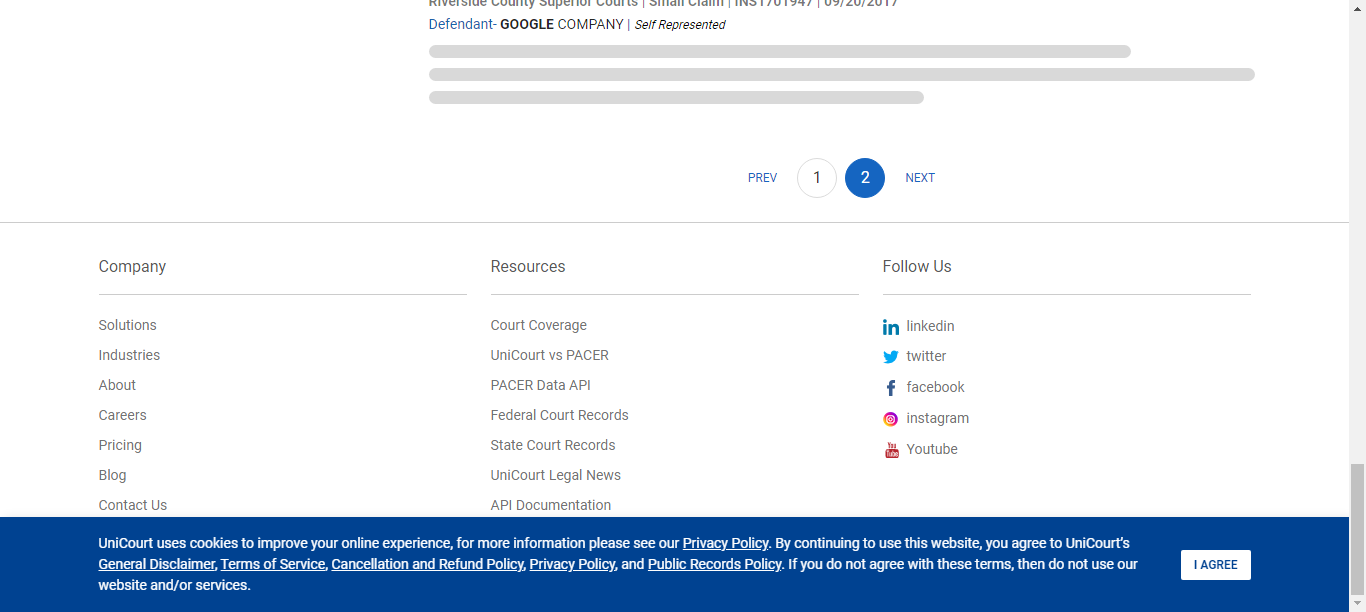 Riverside County Superior Courts | Small Claim | INS1701947 | 09/20/2017
Defendant- GOOGLE COMPANY | Self Represented
PREV 1 2 NEXT
Company
Solutions
Industries
About
Careers
Pricing
Blog
Contact Us
Resources
Court Coverage
UniCourt vs PACER
PACER Data API
Federal Court Records
State Court Records
UniCourt Legal News
API Documentation
Follow Us
linkedin
twitter
facebook
instagram
Youtube
UniCourt uses cookies to improve your online experience, for more information please see our Privacy Policy. By continuing to use this website, you agree to UniCourt's
General Disclaimer, Terms of Service, Cancellation and Refund Policy, Privacy Policy, and Public Records Policy. If you do not agree with these terms, then do not use our
website and/or services.
I AGREE